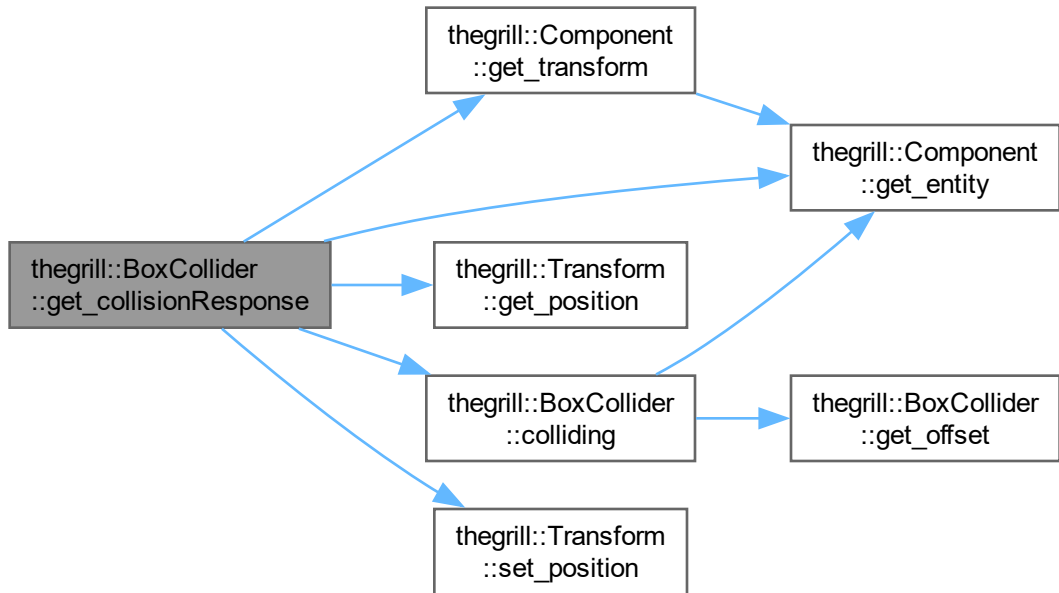 thegrill::Component
::get_transform
thegrill::Component
::get_entity
thegrill::BoxCollider
::get_collisionResponse
thegrill::Transform
::get_position
thegrill::BoxCollider
::colliding
thegrill::BoxCollider
::get_offset
thegrill::Transform
::set_position